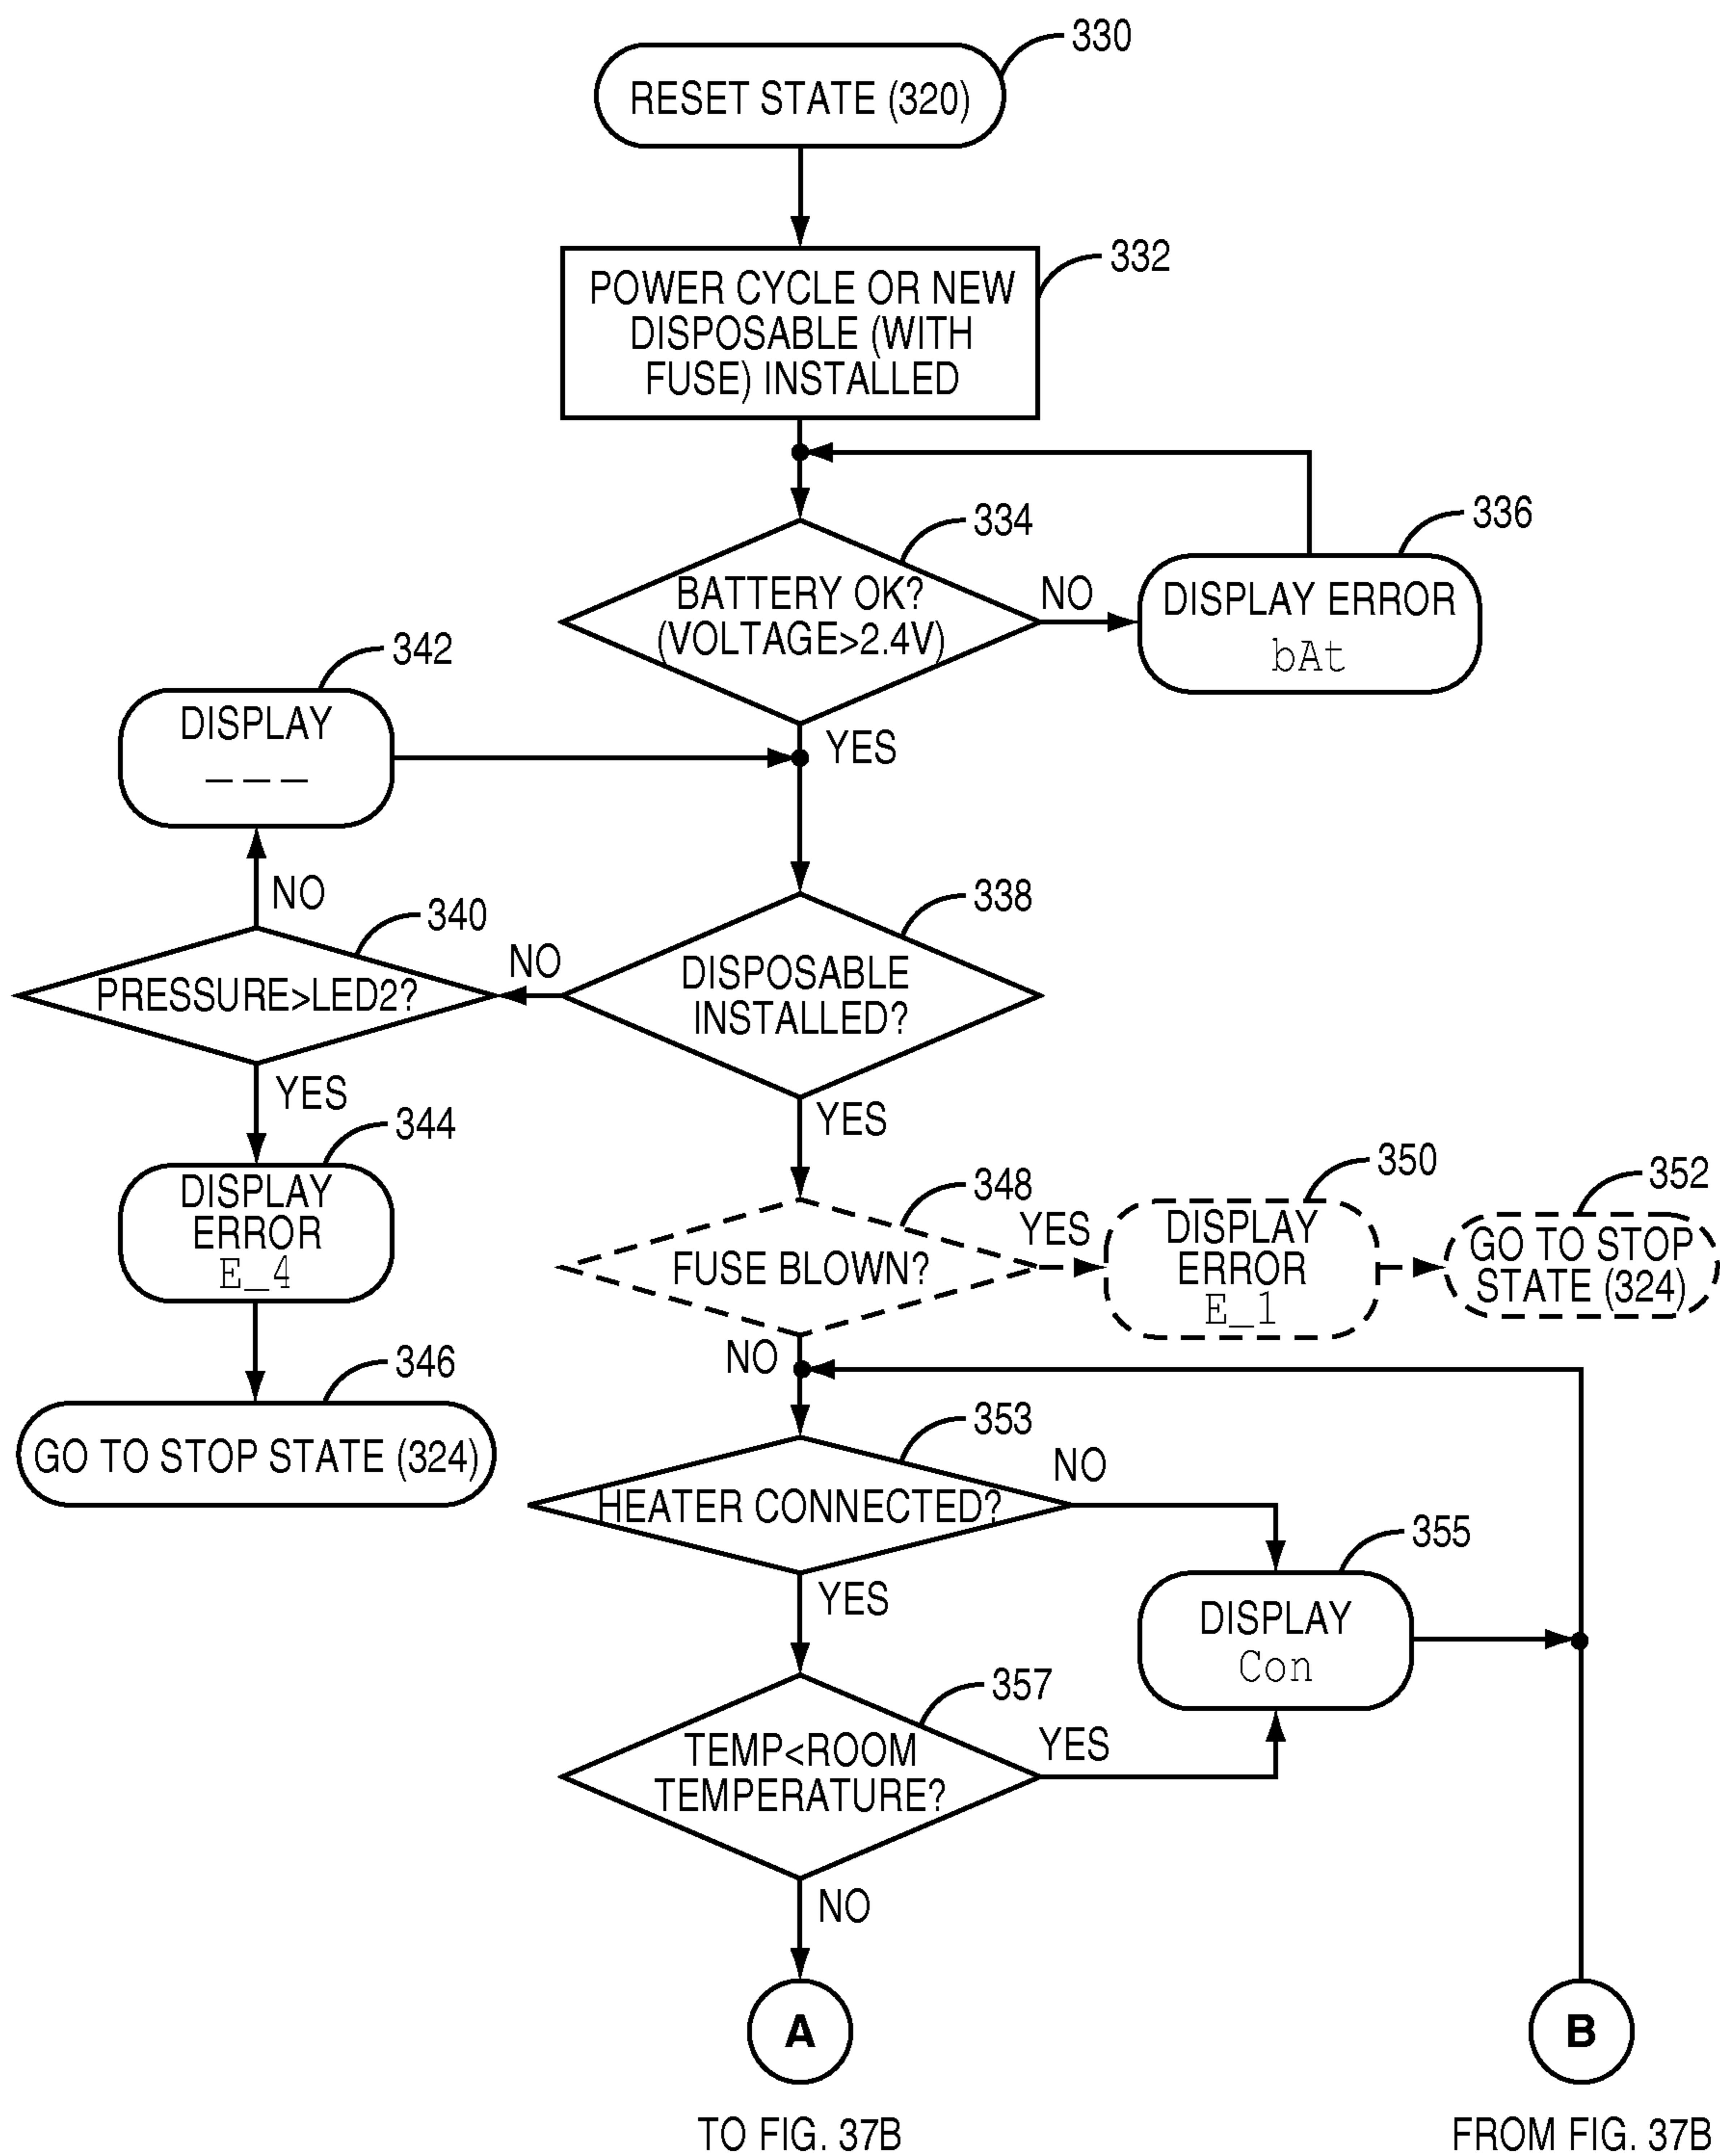 330
RESET STATE (320)
332
POWER CYCLE OR NEW
DISPOSABLE (WITH
FUSE) INSTALLED
334
BATTERY OK?
(VOLTAGE>2.4V)
NO
336
DISPLAY ERROR
bAt
YES
342
DISPLAY
– – –
NO
340
PRESSURE>LED2?
NO
338
DISPOSABLE
INSTALLED?
YES
344
DISPLAY
ERROR
E_4
346
GO TO STOP STATE (324)
YES
348
FUSE BLOWN?
YES
350
DISPLAY
ERROR
E_1
352
GO TO STOP
STATE (324)
NO
353
HEATER CONNECTED?
NO
355
DISPLAY
Con
YES
357
TEMP<ROOM
TEMPERATURE?
YES
NO
A
B
TO FIG. 37B
FROM FIG. 37B